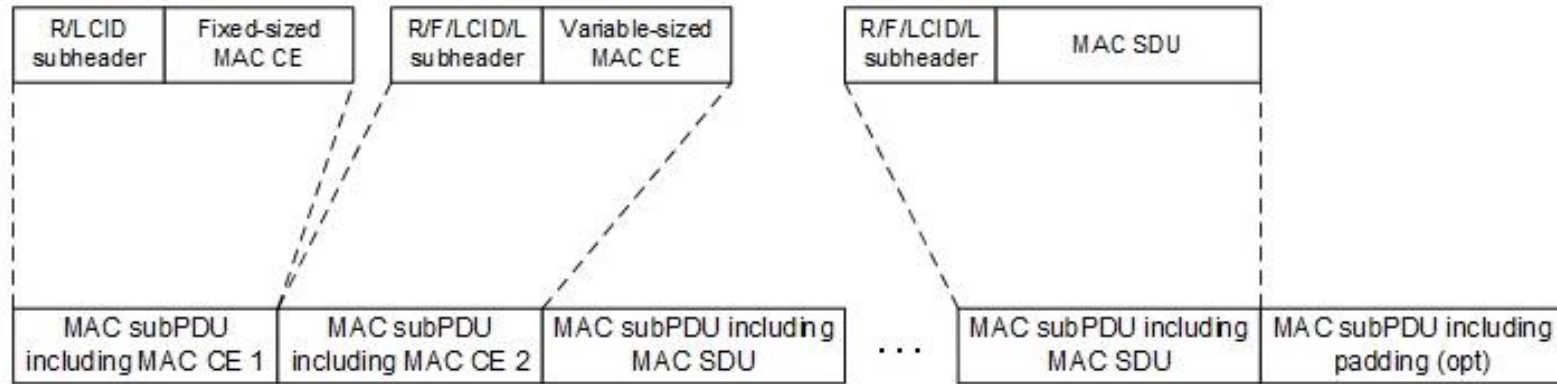 R/LCID
subheader
Fixed-sized
MAC CE
R/F/LCID/L
subheader
Variable-sized
MAC CE
R/F/LCID/L
subheader
MAC SDU
MAC subPDU
including MAC CE 1
MAC subPDU
including MAC CE 2
MAC subPDU including
MAC SDU
...
MAC subPDU including
MAC SDU
MAC subPDU including
padding (opt)